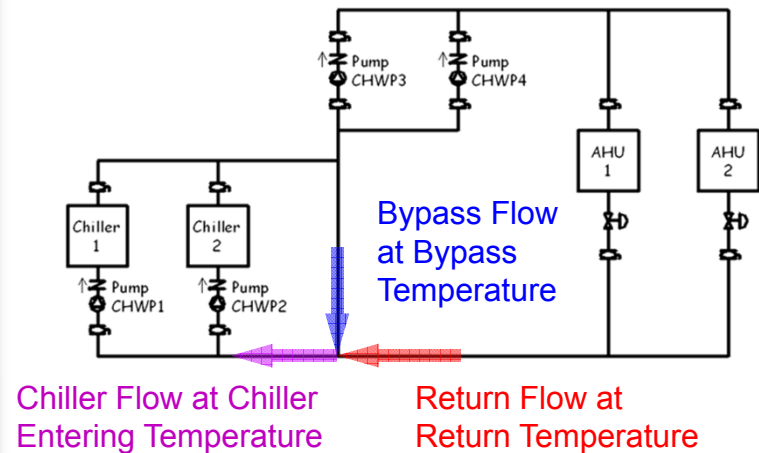 Pump
CHWP3
Pump
CHWP4
AHU
1
AHU
2
Chiller
1
Chiller
2
Bypass Flow
at Bypass
Temperature
Pump
CHWP1
Pump
CHWP2
Chiller Flow at Chiller
Entering Temperature
Return Flow at
Return Temperature